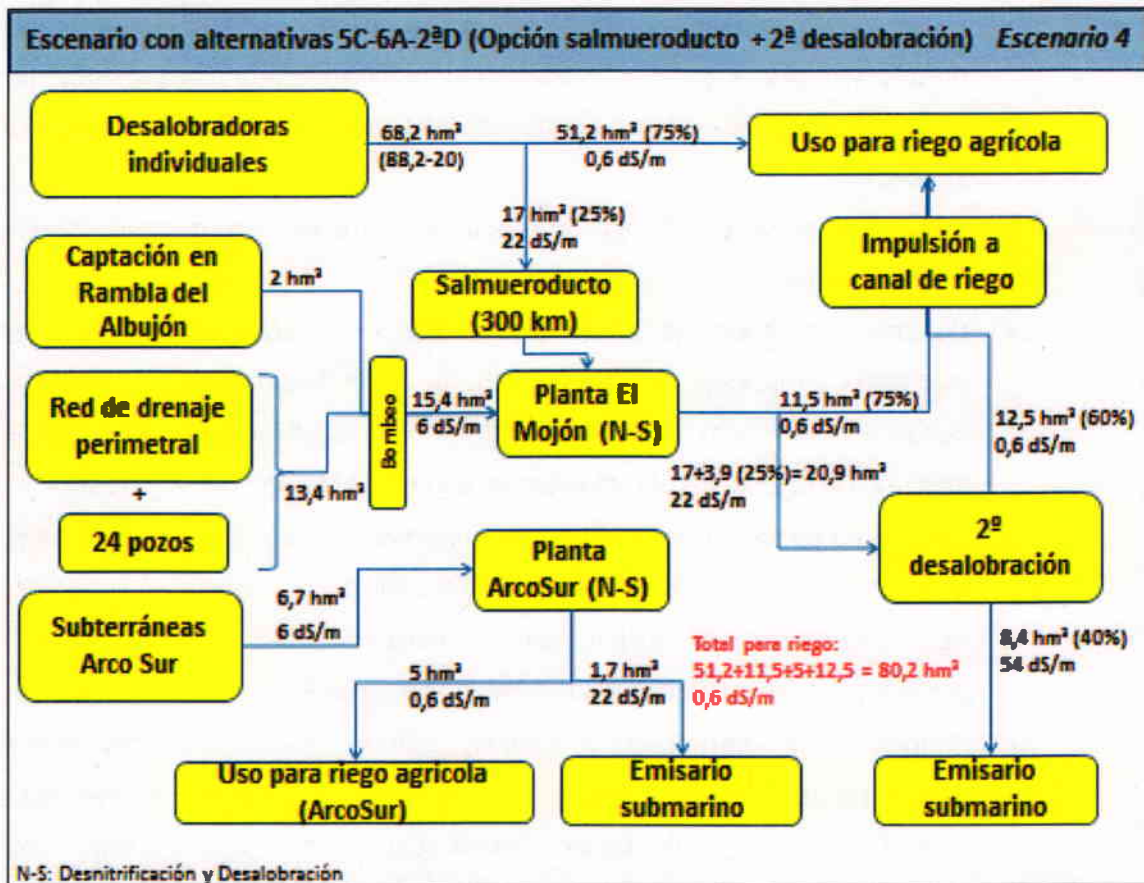 Escenario con alternativas 5C-6A-2ªD (Opción salmueroducto + 2ª desalobración) Escenario 4
Desalobradoras
individuales
68,2 hm³
(88,2-20)
51,2 hm³ (75%)
0,6 dS/m
Uso para riego agrícola
17 hm³ (25%)
22 dS/m
Captación en
Rambla del
Albujón
2 hm³
Salmueroducto
(300 km)
Impulsión a
canal de riego
Red de drenaje
perimetral
+
24 pozos
13,4 hm³
Bombeo
15,4 hm³
6 dS/m
Planta El
Mojón (N-S)
11,5 hm³ (75%)
0,6 dS/m
12,5 hm³ (60%)
0,6 dS/m
17+3,9 (25%)= 20,9 hm³
22 dS/m
2º
desalobración
Planta
ArcoSur (N-S)
Subterráneas
Arco Sur
6,7 hm³
6 dS/m
5 hm³
0,6 dS/m
1,7 hm³
22 dS/m
Total para riego:
51,2+11,5+5+12,5 = 80,2 hm³
0,6 dS/m
8,4 hm³ (40%)
54 dS/m
Uso para riego agrícola
(ArcoSur)
Emisario
submarino
Emisario
submarino
N-S: Desnitrificación y Desalobración